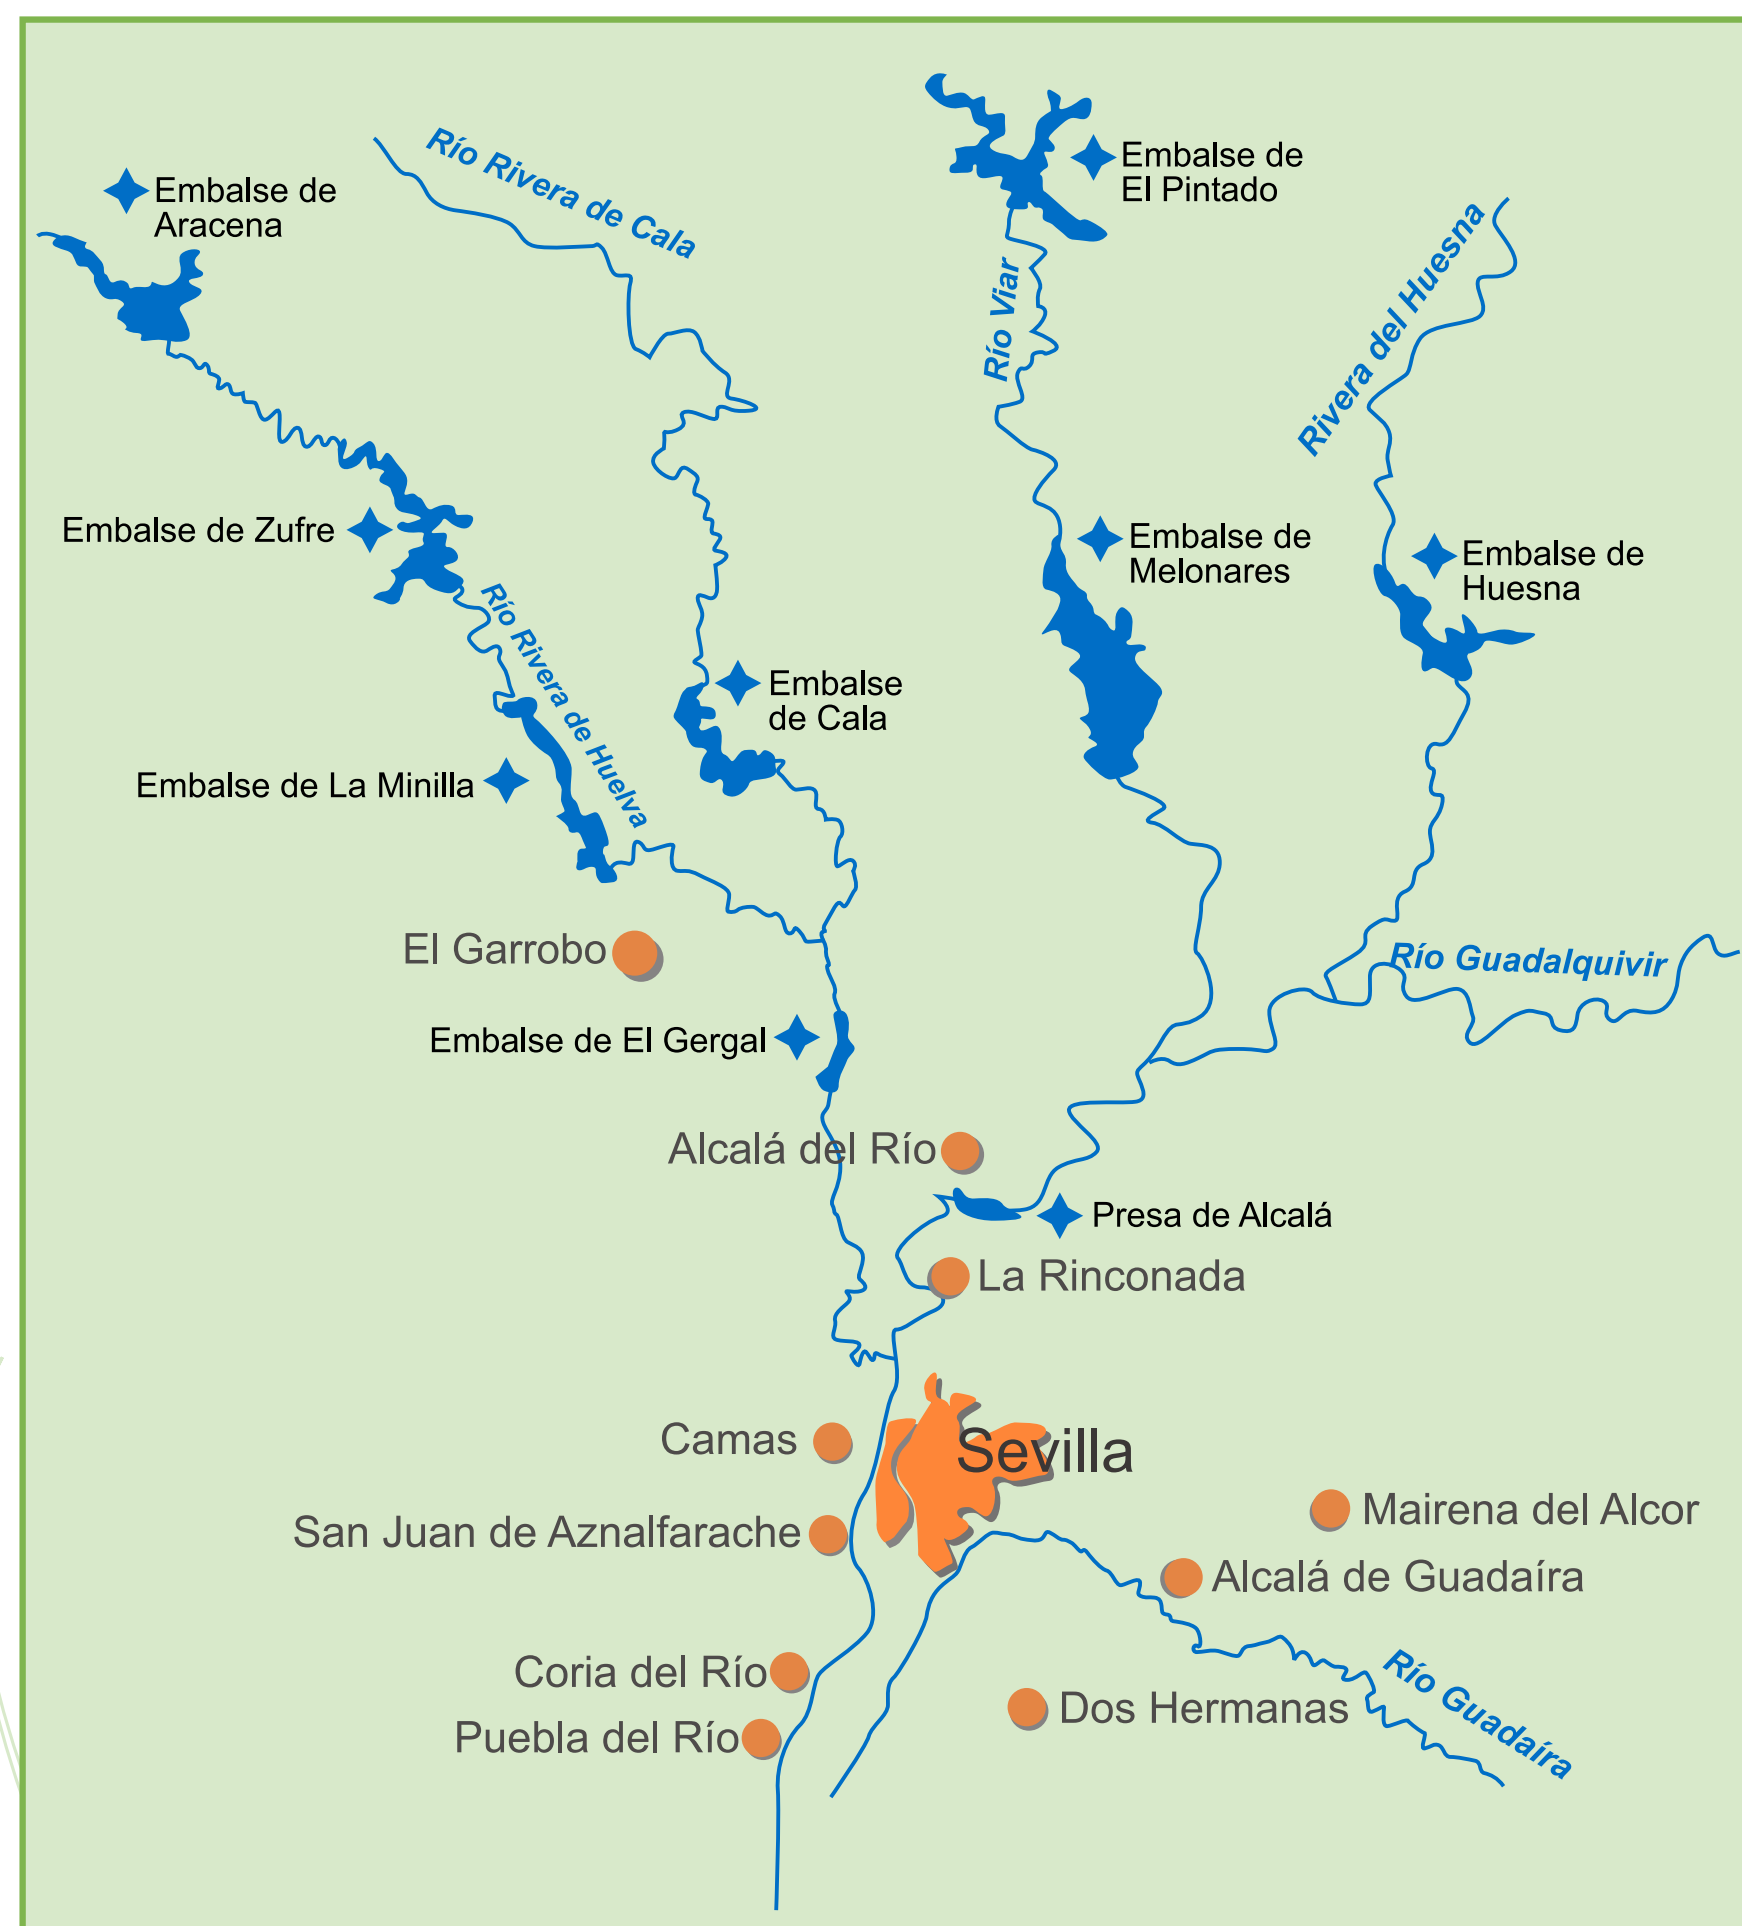 Río Rivera de Cala
Embalse de
El Pintado
Embalse de
Aracena
Río Viar
Rivera del Huesna
Embalse de Zufre
Embalse de
Melonares
Embalse de
Huesna
Río Rivera de Huelva
Embalse
de Cala
Embalse de La Minilla
El Garrobo
Río Guadalquivir
Embalse de El Gergal
Alcalá del Río
Presa de Alcalá
La Rinconada
Camas
Sevilla
San Juan de Aznalfarache
Mairena del Alcor
Alcalá de Guadaíra
Coria del Río
Río Guadaíra
Dos Hermanas
Puebla del Río